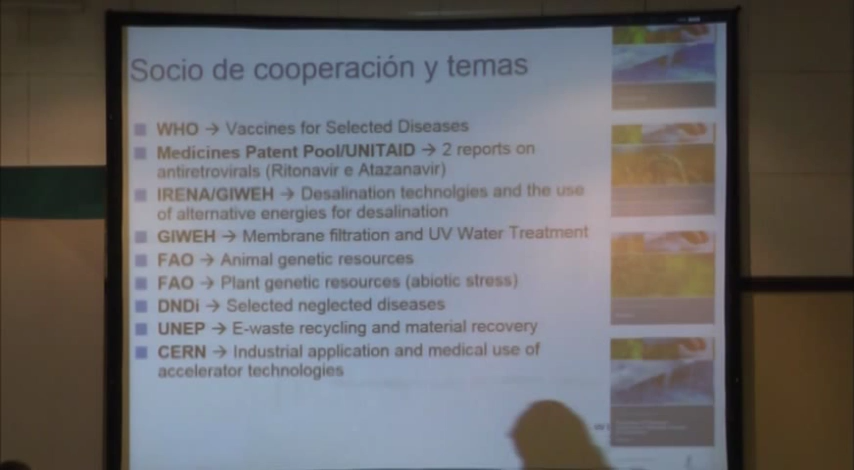 Socio de cooperación y temas
WHO → Vaccines for Selected Diseases
Medicines Patent Pool/UNITAID → 2 reports on
antiretrovirals (Ritonavir e Atazanavir)
IRENA/GIWEH → Desalination technolgies and the use
of alternative energies for desalination
GIWEH → Membrane filtration and UV Water Treatment
FAO → Animal genetic resources
FAO → Plant genetic resources (abiotic stress)
DNDi → Selected neglected diseases
UNEP → E-waste recycling and material recovery
CERN → Industrial application and medical use of
accelerator technologies